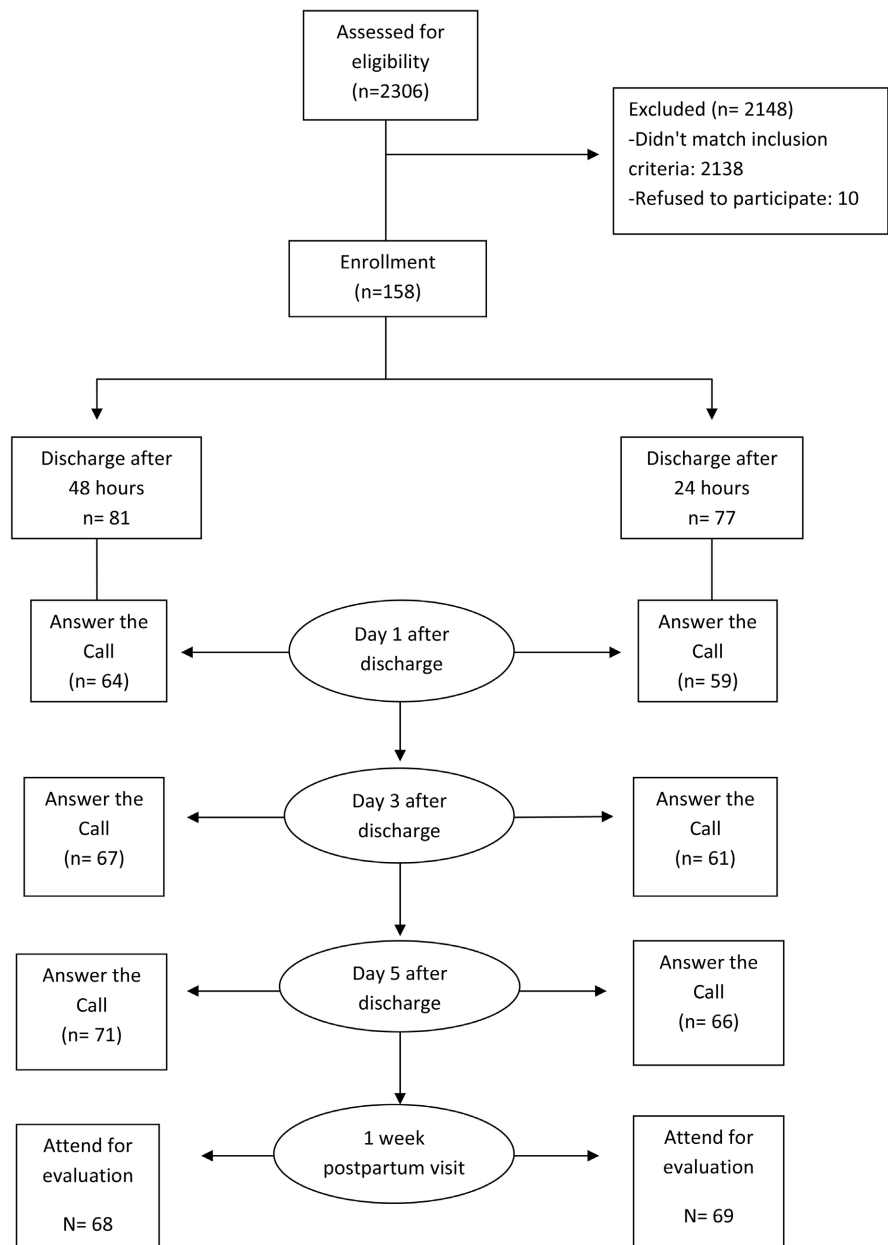 Assessed for
eligibility
(n=2306)
Excluded (n= 2148)
-Didn't match inclusion
criteria: 2138
-Refused to participate: 10
Enrollment
(n=158)
Discharge after
48 hours
n= 81
Discharge after
24 hours
n= 77
Answer the
Call
(n= 64)
Day 1 after
discharge
Answer the
Call
(n= 59)
Answer the
Call
(n= 67)
Day 3 after
discharge
Answer the
Call
(n= 61)
Answer the
Call
(n= 71)
Day 5 after
discharge
Answer the
Call
(n= 66)
Attend for
evaluation
N= 68
1 week
postpartum visit
Attend for
evaluation
N= 69